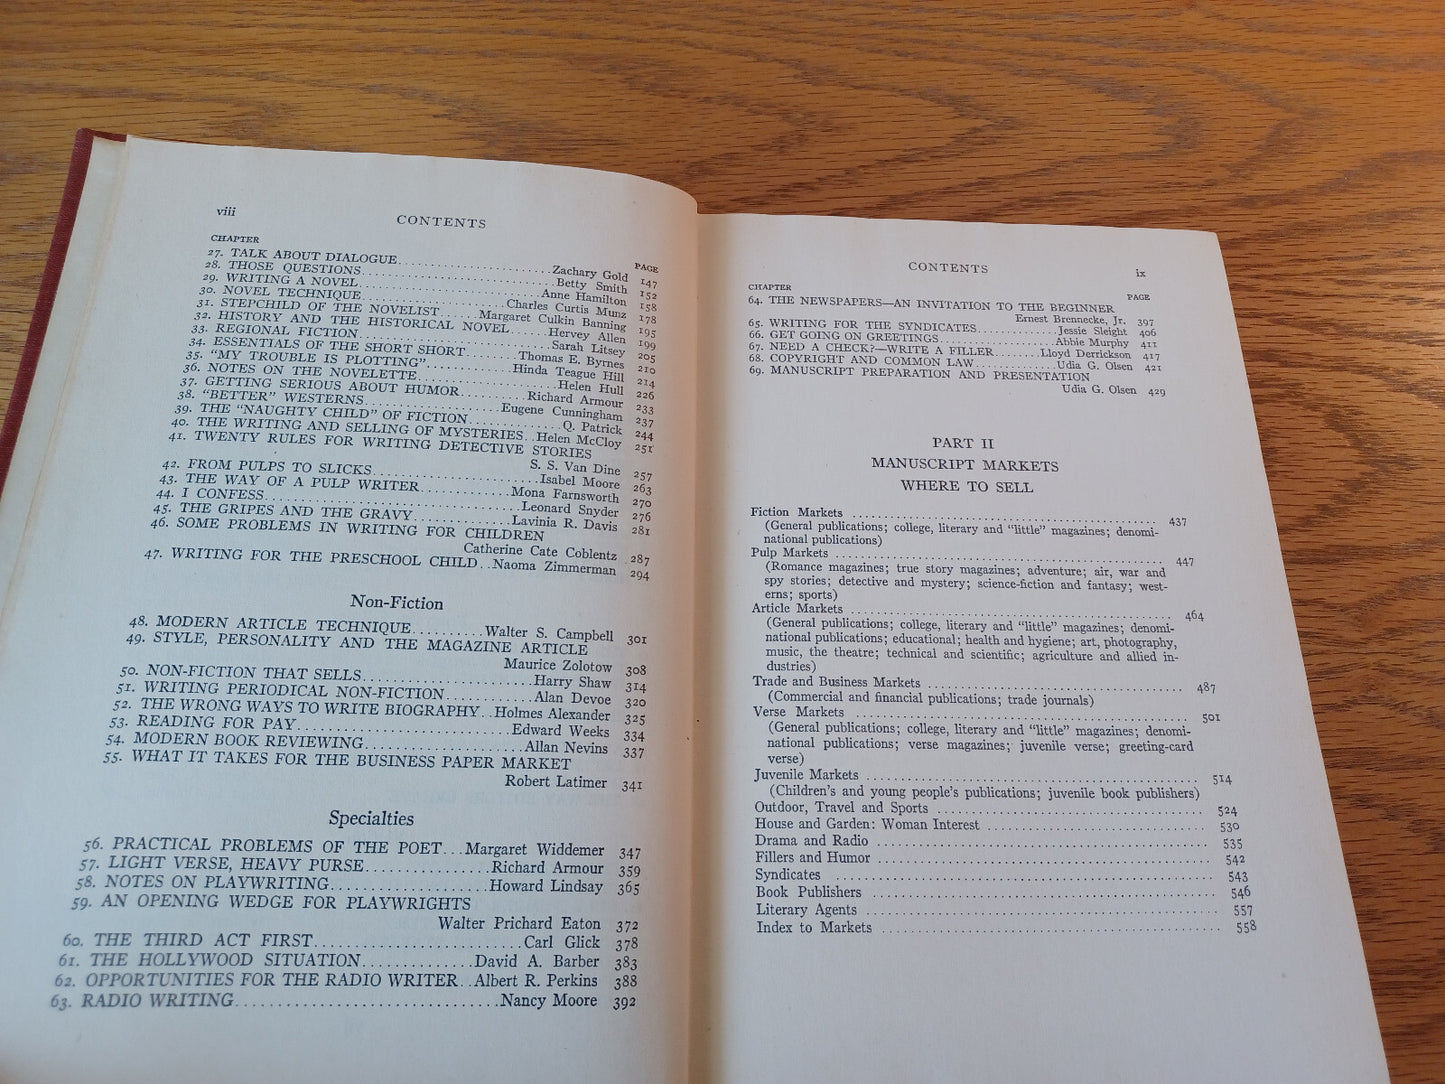 viii
CONTENTS
CHAPTER
PAGE
27. TALK ABOUT DIALOGUE..........Zachary Gold 147
28. THOSE QUESTIONS..........Betty Smith 152
29. WRITING A NOVEL..........Anne Hamilton 158
30. NOVEL TECHNIQUE..........Charles Curtis Munz 178
31. STEPCHILD OF THE NOVELIST..........Margaret Culkin Banning 195
32. HISTORY AND THE HISTORICAL NOVEL..........Hervey Allen 199
33. REGIONAL FICTION..........Sarah Litsey 205
34. ESSENTIALS OF THE SHORT SHORT..........Thomas E. Byrnes 210
35. "MY TROUBLE IS PLOTTING"..........Hinda Teague Hill 214
36. NOTES ON THE NOVELETTE..........Helen Hull 226
37. GETTING SERIOUS ABOUT HUMOR..........Richard Armour 233
38. "BETTER" WESTERNS..........Eugene Cunningham 237
39. THE "NAUGHTY CHILD" OF FICTION..........Q. Patrick 244
40. THE WRITING AND SELLING OF MYSTERIES..Helen McCloy 251
41. TWENTY RULES FOR WRITING DETECTIVE STORIES
S. S. Van Dine 257
42. FROM PULPS TO SLICKS..........Isabel Moore 263
43. THE WAY OF A PULP WRITER..........Mona Farnsworth 270
44. I CONFESS..........Leonard Snyder 276
45. THE GRIPES AND THE GRAVY..........Lavinia R. Davis 281
46. SOME PROBLEMS IN WRITING FOR CHILDREN
Catherine Cate Coblentz 287
47. WRITING FOR THE PRESCHOOL CHILD..Naoma Zimmerman 294
Non-Fiction
48. MODERN ARTICLE TECHNIQUE..........Walter S. Campbell 301
49. STYLE, PERSONALITY AND THE MAGAZINE ARTICLE
Maurice Zolotow 308
50. NON-FICTION THAT SELLS..........Harry Shaw 314
51. WRITING PERIODICAL NON-FICTION..........Alan Devoe 320
52. THE WRONG WAYS TO WRITE BIOGRAPHY..Holmes Alexander 325
53. READING FOR PAY..........Edward Weeks 334
54. MODERN BOOK REVIEWING..........Allan Nevins 337
55. WHAT IT TAKES FOR THE BUSINESS PAPER MARKET
Robert Latimer 341
Specialties
56. PRACTICAL PROBLEMS OF THE POET...Margaret Widdemer 347
57. LIGHT VERSE, HEAVY PURSE..........Richard Armour 359
58. NOTES ON PLAYWRITING..........Howard Lindsay 365
59. AN OPENING WEDGE FOR PLAYWRIGHTS
Walter Prichard Eaton 372
60. THE THIRD ACT FIRST..........Carl Glick 378
61. THE HOLLYWOOD SITUATION..........David A. Barber 383
62. OPPORTUNITIES FOR THE RADIO WRITER..Albert R. Perkins 388
63. RADIO WRITING..........Nancy Moore 392
CONTENTS
ix
CHAPTER
PAGE
64. THE NEWSPAPERS—AN INVITATION TO THE BEGINNER
Ernest Brennecke, Jr. 397
65. WRITING FOR THE SYNDICATES..........Jessie Sleight 406
66. GET GOING ON GREETINGS..........Abbie Murphy 411
67. NEED A CHECK?—WRITE A FILLER..........Lloyd Derrickson 417
68. COPYRIGHT AND COMMON LAW..........Udia G. Olsen 421
69. MANUSCRIPT PREPARATION AND PRESENTATION
Udia G. Olsen 429
PART II
MANUSCRIPT MARKETS
WHERE TO SELL
Fiction Markets .......... 437
(General publications; college, literary and "little" magazines; denomi-
national publications)
Pulp Markets .......... 447
(Romance magazines; true story magazines; adventure; air, war and
spy stories; detective and mystery; science-fiction and fantasy; west-
erns; sports)
Article Markets .......... 464
(General publications; college, literary and "little" magazines; denomi-
national publications; educational; health and hygiene; art, photography,
music, the theatre; technical and scientific; agriculture and allied in-
dustries)
Trade and Business Markets .......... 487
(Commercial and financial publications; trade journals)
Verse Markets .......... 501
(General publications; college, literary and "little" magazines; denomi-
national publications; verse magazines; juvenile verse; greeting-card
verse)
Juvenile Markets .......... 514
(Children's and young people's publications; juvenile book publishers)
Outdoor, Travel and Sports .......... 524
House and Garden: Woman Interest .......... 530
Drama and Radio .......... 535
Fillers and Humor .......... 542
Syndicates .......... 543
Book Publishers .......... 546
Literary Agents .......... 557
Index to Markets .......... 558